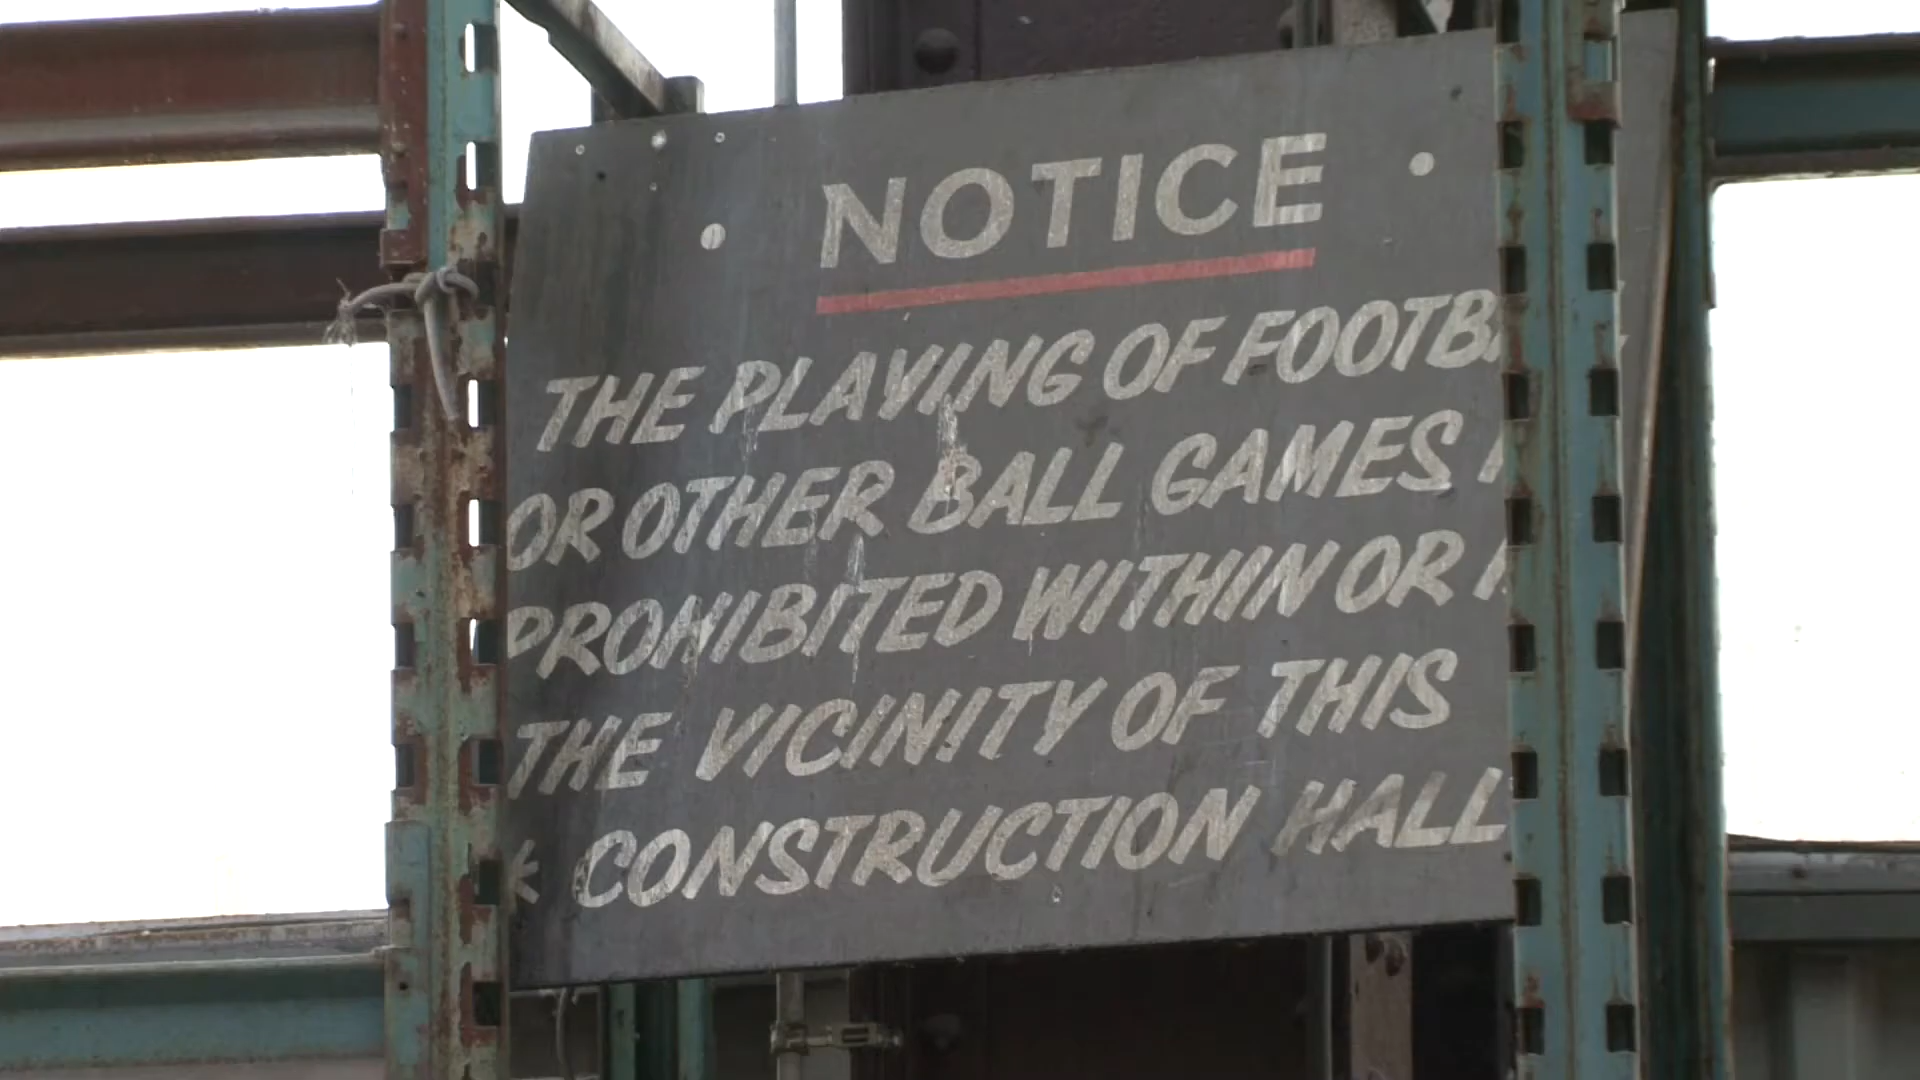 NOTICE
THE PLAYING OF FOOTB
OR OTHER BALL GAMES
PROHIBITED WITHIN OR
THE VICINITY OF THIS
CONSTRUCTION HALL